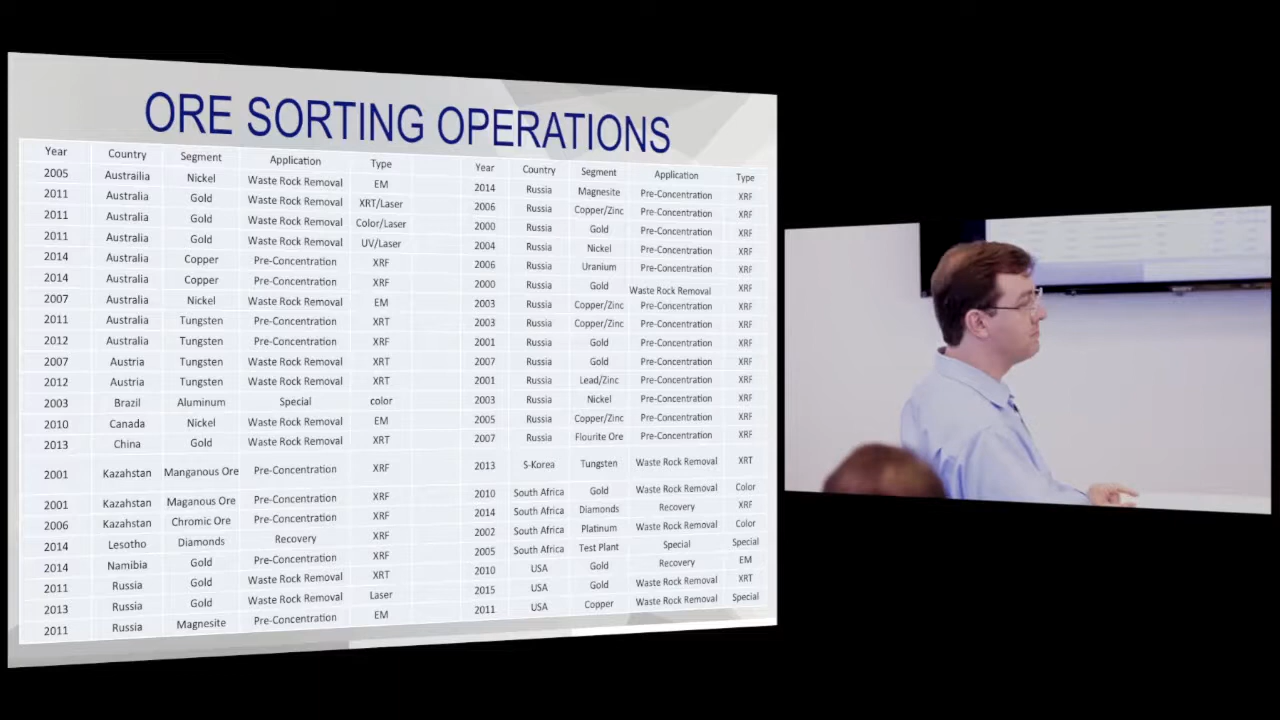 ORE SORTING OPERATIONS
Year Country Segment Application Type
2005 Austrailia Nickel Waste Rock Removal EM
2011 Australia Gold Waste Rock Removal XRT/Laser
2011 Australia Gold Waste Rock Removal Color/Laser
2011 Australia Gold Waste Rock Removal UV/Laser
2014 Australia Copper Pre-Concentration XRF
2014 Australia Copper Pre-Concentration XRF
2007 Australia Nickel Waste Rock Removal EM
2011 Australia Tungsten Pre-Concentration XRT
2012 Australia Tungsten Pre-Concentration XRF
2007 Austria Tungsten Waste Rock Removal XRT
2012 Austria Tungsten Waste Rock Removal XRT
2003 Brazil Aluminum Special color
2010 Canada Nickel Waste Rock Removal EM
2013 China Gold Waste Rock Removal XRT
2001 Kazahstan Manganous Ore Pre-Concentration XRF
2001 Kazahstan Maganous Ore Pre-Concentration XRF
2006 Kazahstan Chromic Ore Pre-Concentration XRF
2014 Lesotho Diamonds Recovery XRF
2014 Namibia Gold Pre-Concentration XRF
2011 Russia Gold Waste Rock Removal XRT
2013 Russia Gold Waste Rock Removal Laser
2011 Russia Magnesite Pre-Concentration EM
Year Country Segment Application Type
2014 Russia Magnesite Pre-Concentration XRF
2006 Russia Copper/Zinc Pre-Concentration XRF
2000 Russia Gold Pre-Concentration XRF
2004 Russia Nickel Pre-Concentration XRF
2006 Russia Uranium Pre-Concentration XRF
2000 Russia Gold Waste Rock Removal XRF
2003 Russia Copper/Zinc Pre-Concentration XRF
2003 Russia Copper/Zinc Pre-Concentration XRF
2001 Russia Gold Pre-Concentration XRF
2007 Russia Gold Pre-Concentration XRF
2001 Russia Lead/Zinc Pre-Concentration XRF
2003 Russia Nickel Pre-Concentration XRF
2005 Russia Copper/Zinc Pre-Concentration XRF
2007 Russia Flourite Ore Pre-Concentration XRF
2013 S-Korea Tungsten Waste Rock Removal XRT
2010 South Africa Gold Waste Rock Removal Color
2014 South Africa Diamonds Recovery XRF
2002 South Africa Platinum Waste Rock Removal Color
2005 South Africa Test Plant Special Special
2010 USA Gold Recovery EM
2015 USA Gold Waste Rock Removal XRT
2011 USA Copper Waste Rock Removal Special